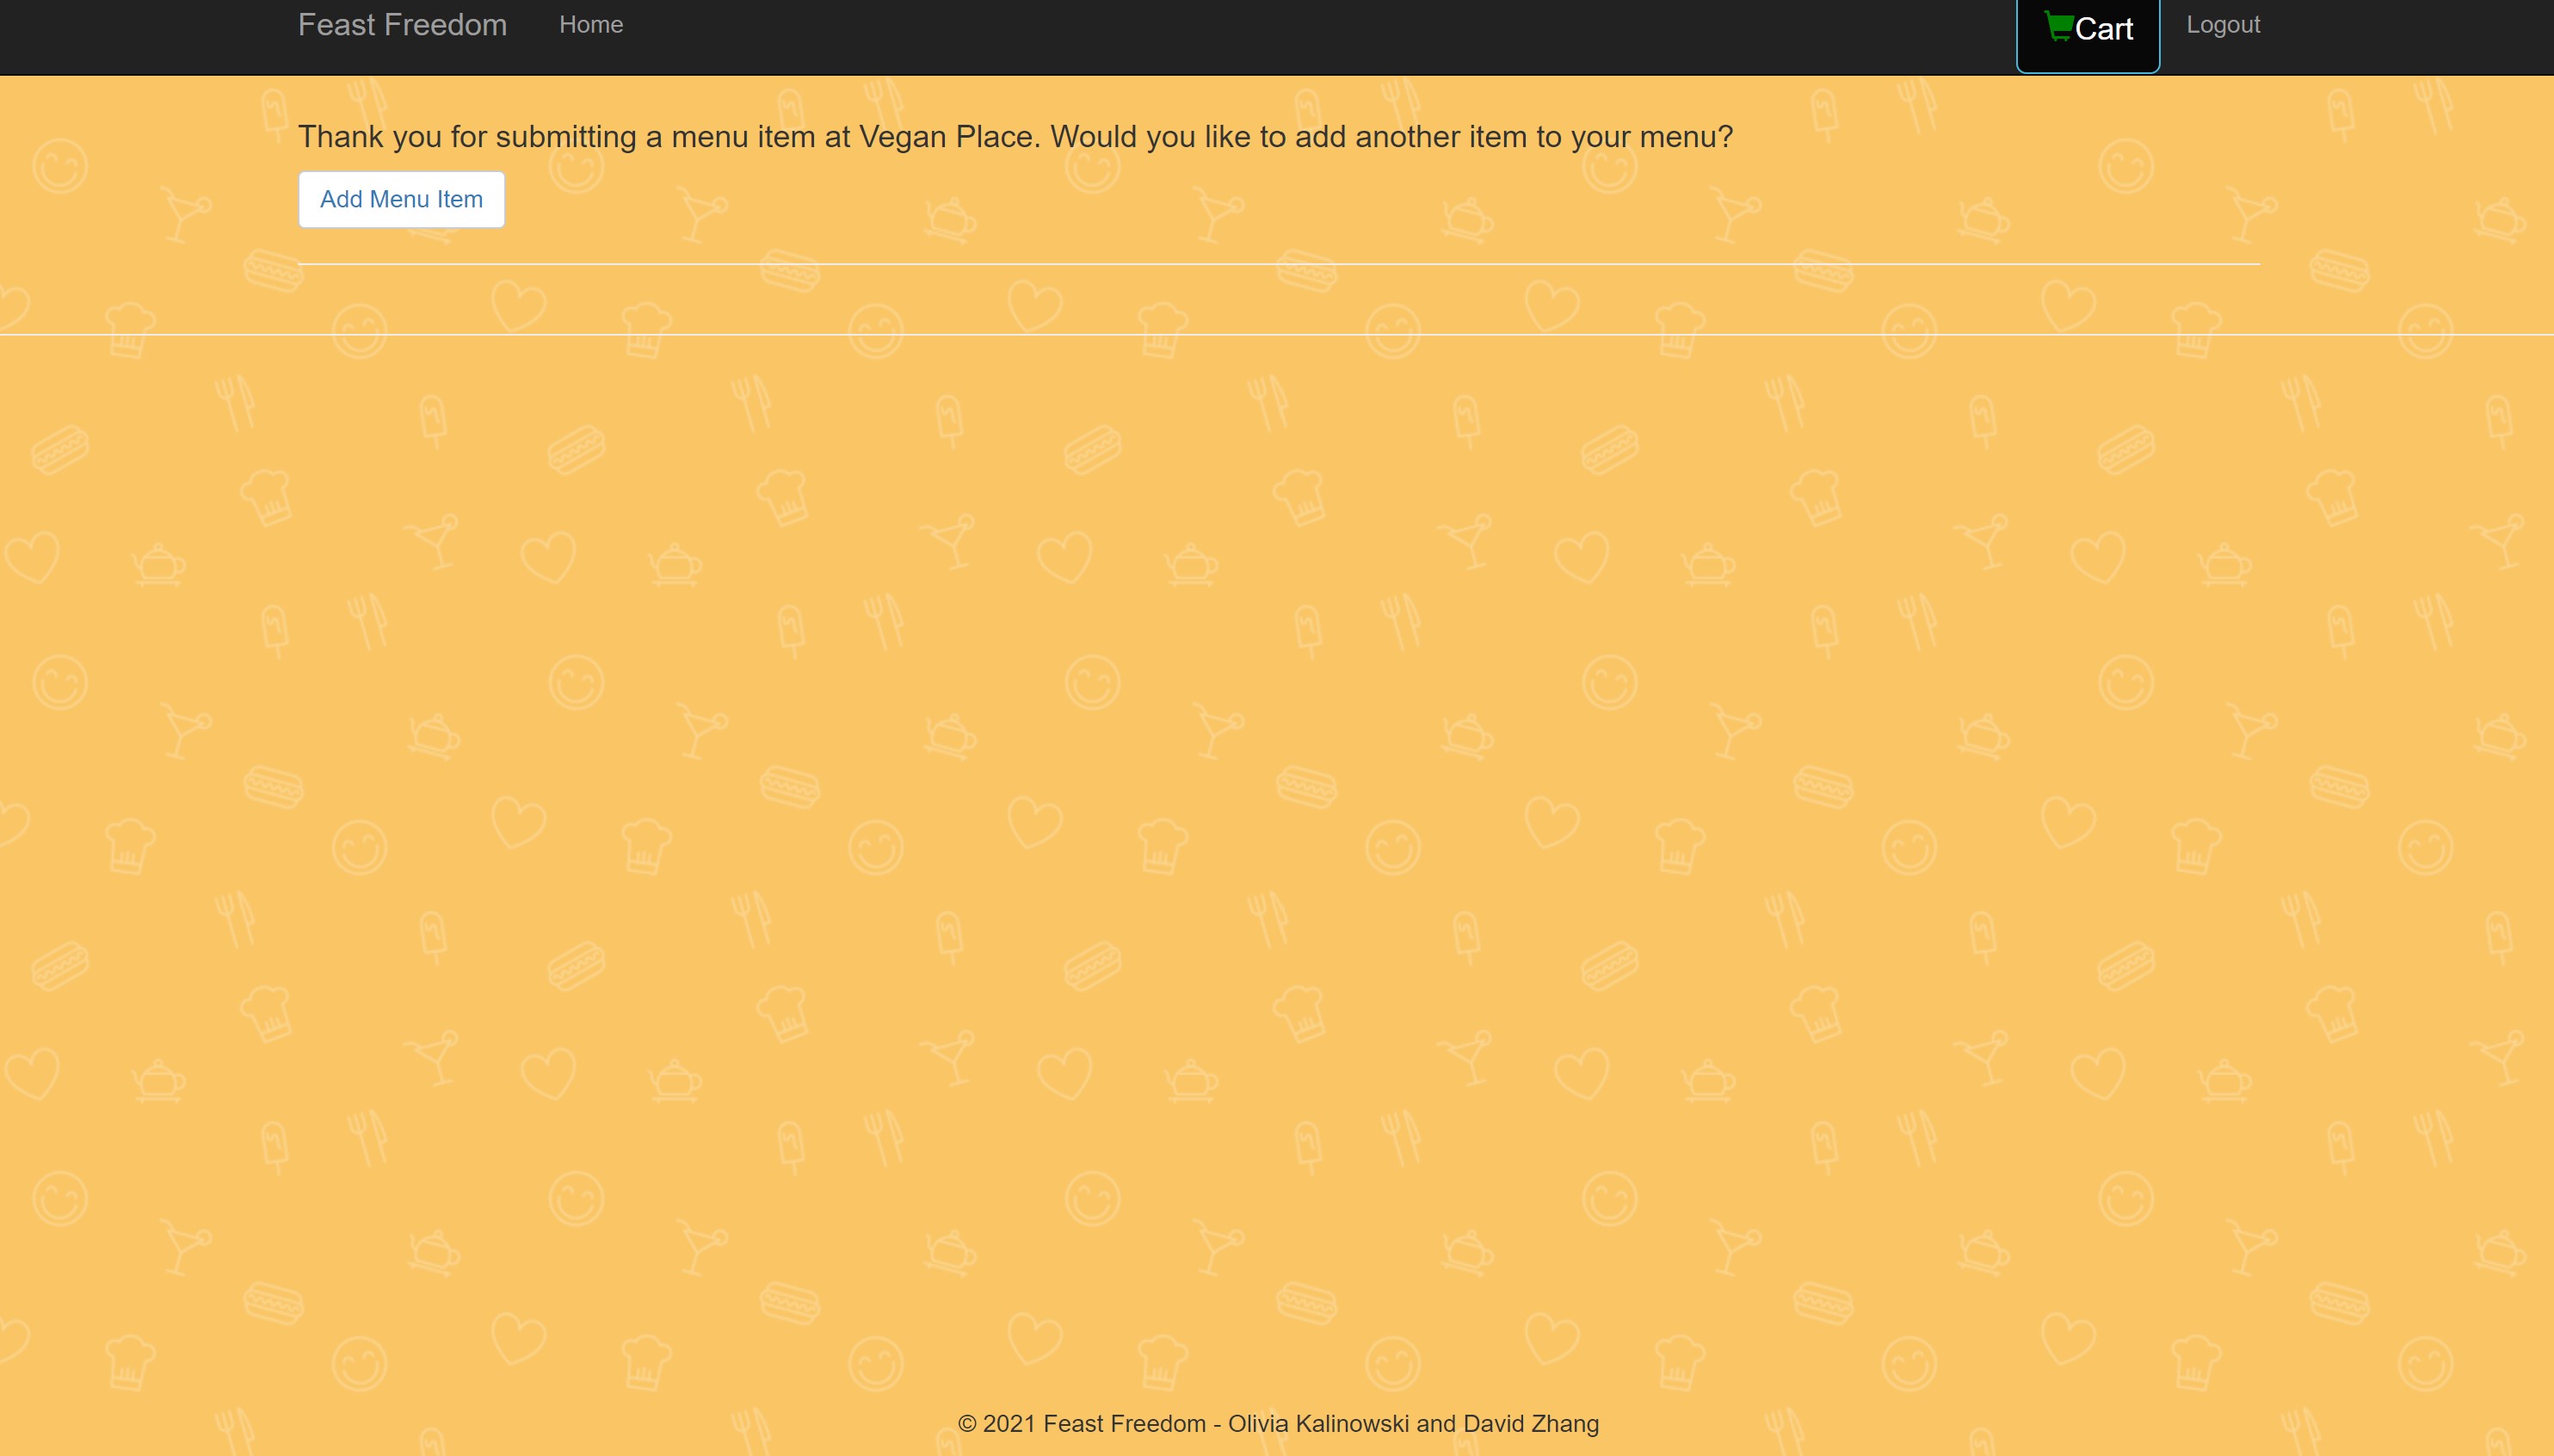 Feast Freedom Home Cart Logout
Thank you for submitting a menu item at Vegan Place. Would you like to add another item to your menu?
Add Menu Item
© 2021 Feast Freedom - Olivia Kalinowski and David Zhang